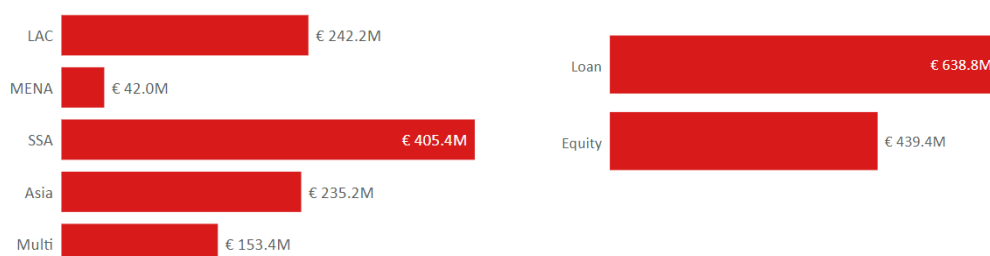 LAC € 242.2M
MENA € 42.0M
SSA € 405.4M
Asia € 235.2M
Multi € 153.4M
Loan € 638.8M
Equity € 439.4M